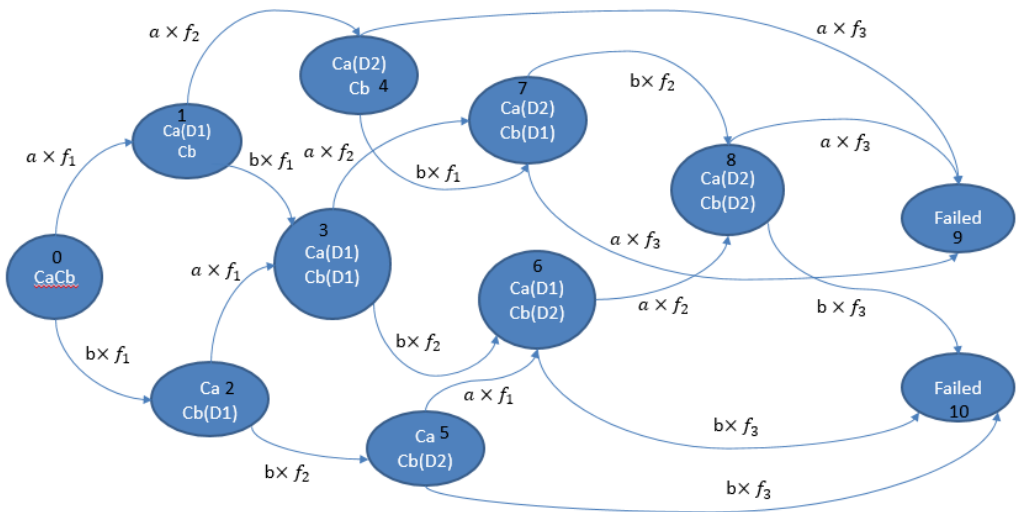 a × f₂
a × f₃
Ca(D2)
Cb 4
7
Ca(D2)
Cb(D1)
b× f₂
1
Ca(D1)
Cb
a × f₁
b× f₁
a × f₂
b× f₁
a × f₃
8
Ca(D2)
Cb(D2)
Failed
9
3
Ca(D1)
Cb(D1)
0
CaCb
a × f₁
a × f₃
6
Ca(D1)
Cb(D2)
a × f₂
b× f₃
b× f₁
b× f₂
Ca 2
Cb(D1)
a × f₁
Failed
10
b× f₃
Ca 5
Cb(D2)
b× f₂
b× f₃